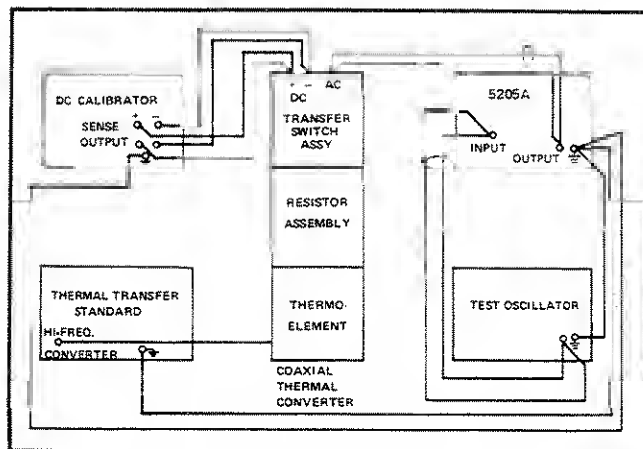 DC CALIBRATOR
SENSE
OUTPUT
+ -
+ - AC
DC
TRANSFER
SWITCH
ASSY
RESISTOR
ASSEMBLY
THERMO-
ELEMENT
COAXIAL
THERMAL
CONVERTER
5205A
INPUT
OUTPUT
THERMAL TRANSFER
STANDARD
HI-FREQ.
CONVERTER
TEST OSCILLATOR